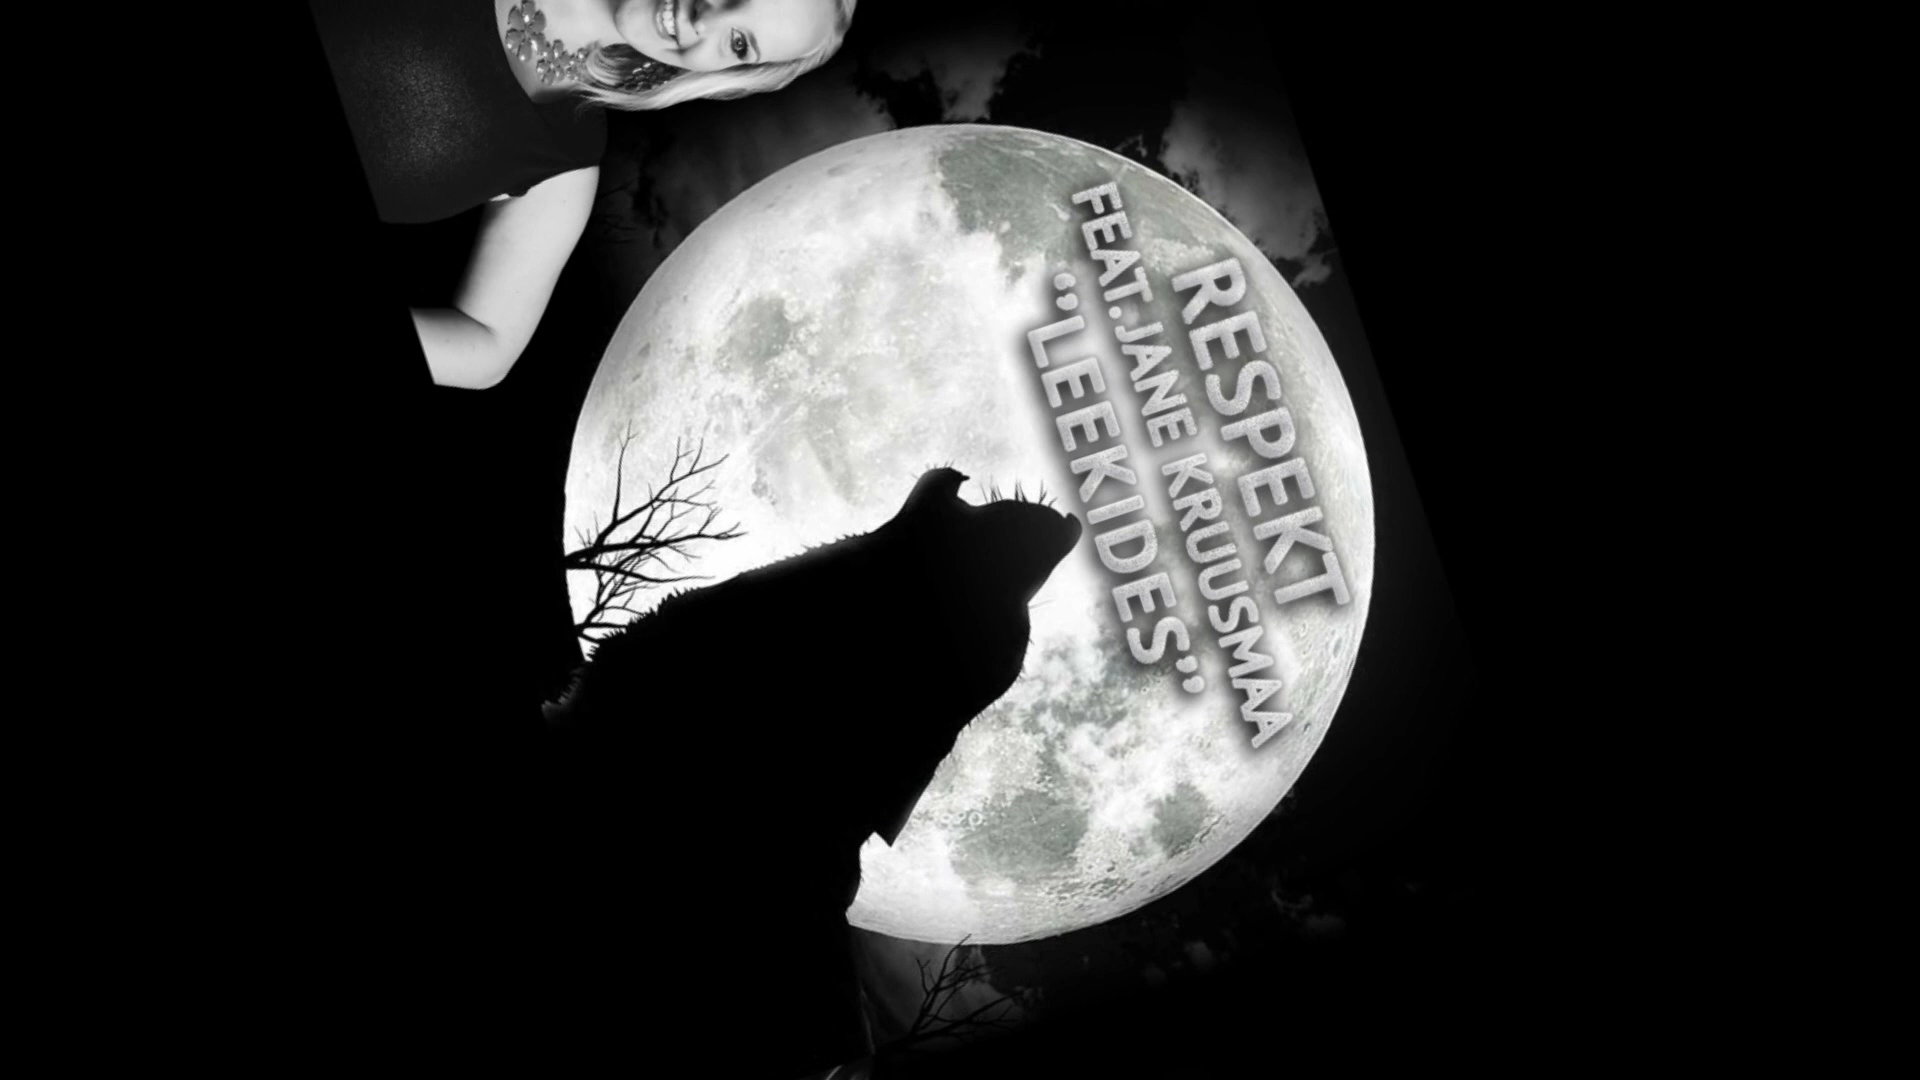 RESPEKT
FEAT. JANE KRUUSMAA
“LEEKIDES”